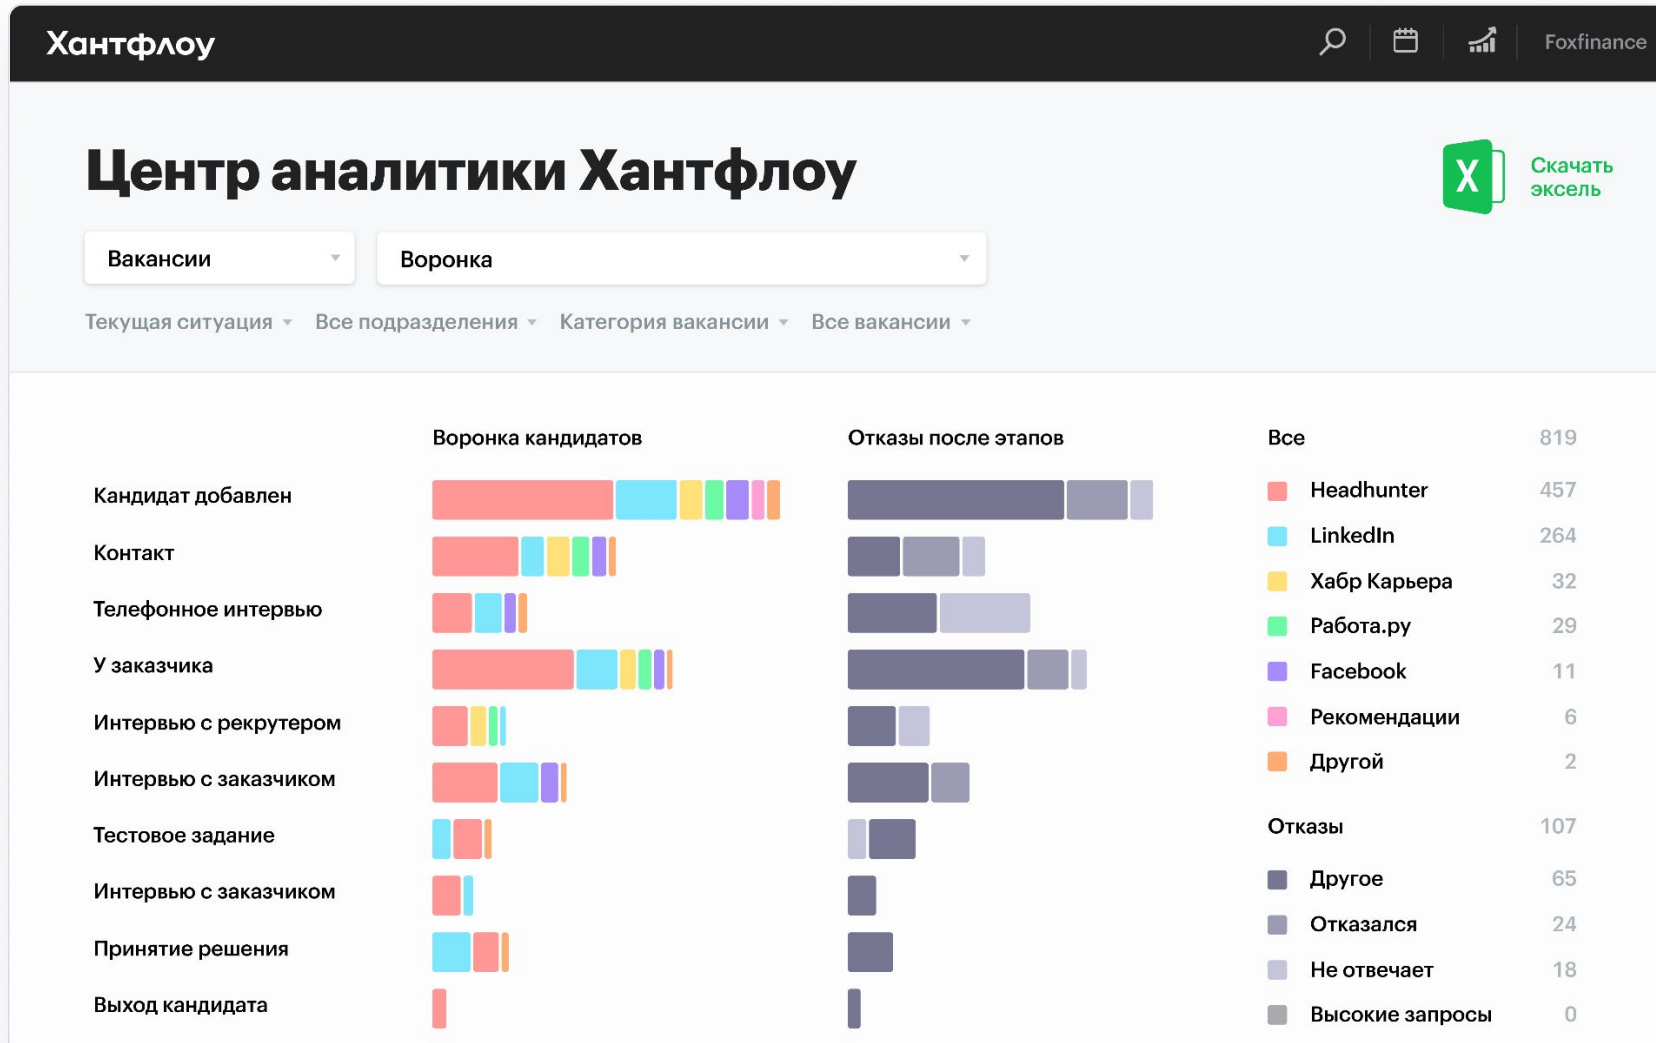 Хантфлоу
Foxfinance
Центр аналитики Хантфлоу
X
Скачать
эксель
Вакансии
Воронка
Текущая ситуация
Все подразделения
Категория вакансии
Все вакансии
Воронка кандидатов
Отказы после этапов
Кандидат добавлен
Контакт
Телефонное интервью
У заказчика
Интервью с рекрутером
Интервью с заказчиком
Тестовое задание
Интервью с заказчиком
Принятие решения
Выход кандидата
Все 819
Headhunter 457
LinkedIn 264
Хабр Карьера 32
Работа.ру 29
Facebook 11
Рекомендации 6
Другой 2
Отказы 107
Другое 65
Отказался 24
Не отвечает 18
Высокие запросы 0